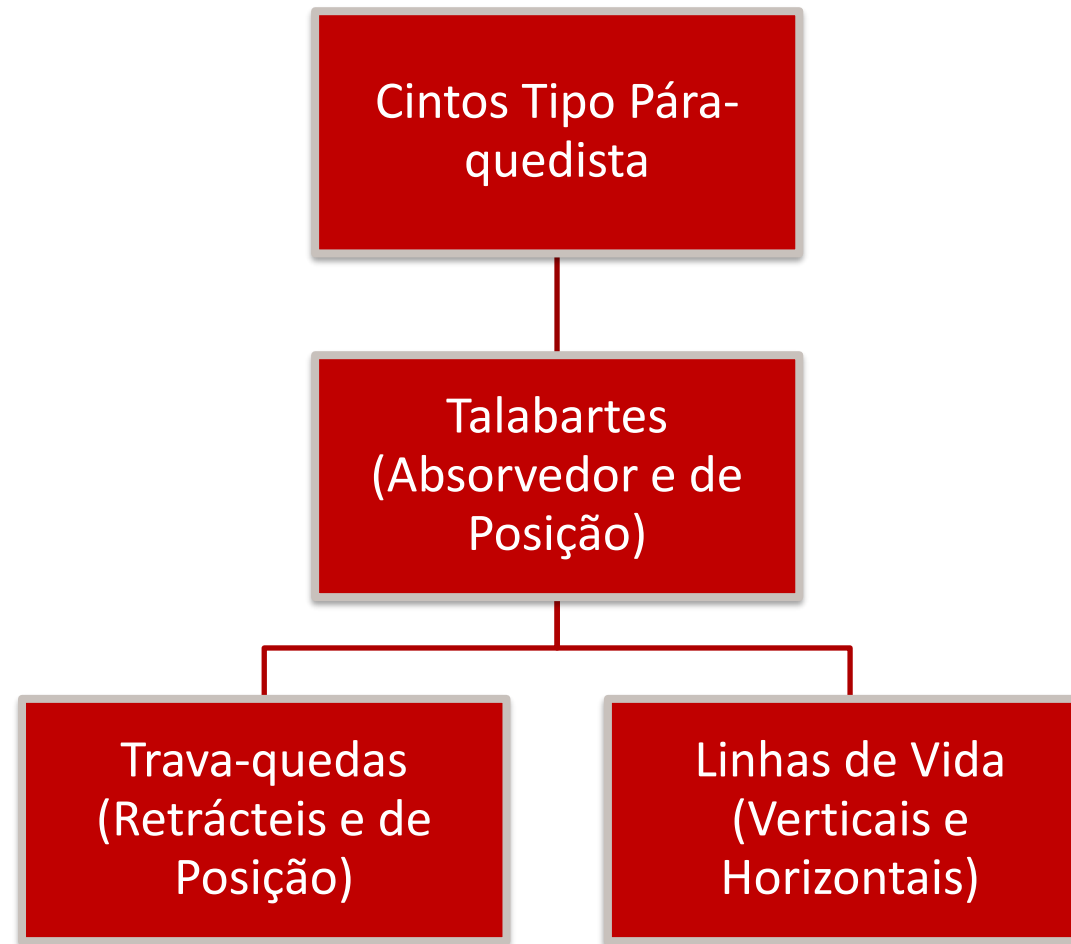 Cintos Tipo Pára-
quedista
Talabartes
(Absorvedor e de
Posição)
Trava-quedas
(Retrácteis e de
Posição)
Linhas de Vida
(Verticais e
Horizontais)